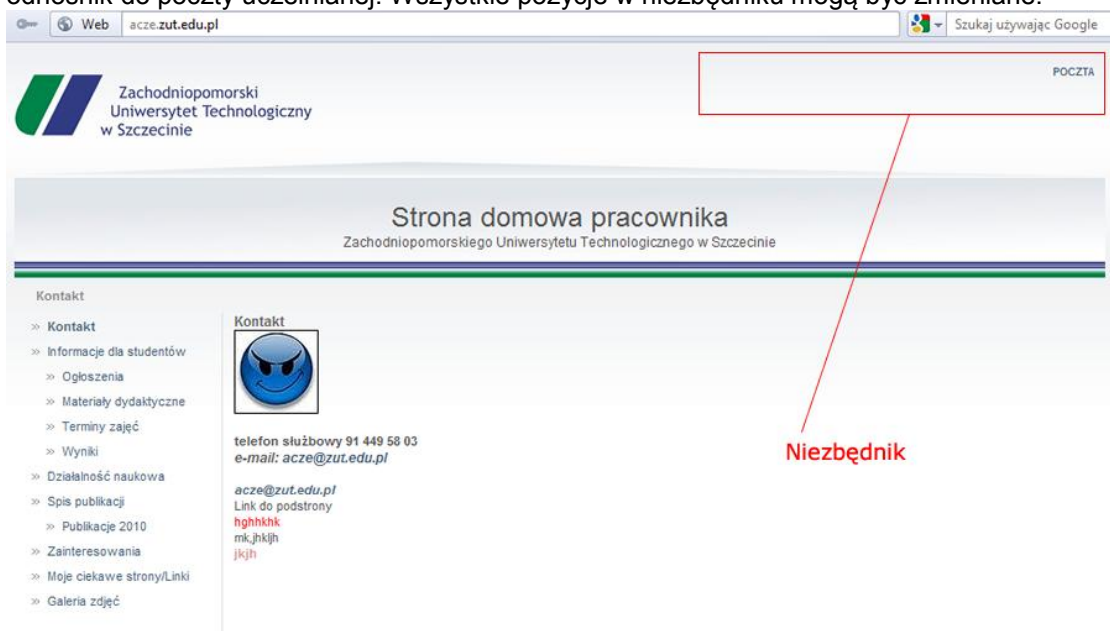 odnośnik do poczty uczelnianej. Wszystkie pozycje w niezbędniku mogą być zmieniane.
Web acze.zut.edu.pl Szukaj używając Google
POCZTA
Zachodniopomorski
Uniwersytet Technologiczny
w Szczecinie
Strona domowa pracownika
Zachodniopomorskiego Uniwersytetu Technologicznego w Szczecinie
Kontakt
» Kontakt
» Informacje dla studentów
» Ogłoszenia
» Materiały dydaktyczne
» Terminy zajęć
» Wyniki
» Działalność naukowa
» Spis publikacji
» Publikacje 2010
» Zainteresowania
» Moje ciekawe strony/Linki
» Galeria zdjęć
Kontakt
telefon służbowy 91 449 58 03
e-mail: acze@zut.edu.pl
acze@zut.edu.pl
Link do podstrony
hghhkhk
mk,jhkljh
jkjh
Niezbędnik